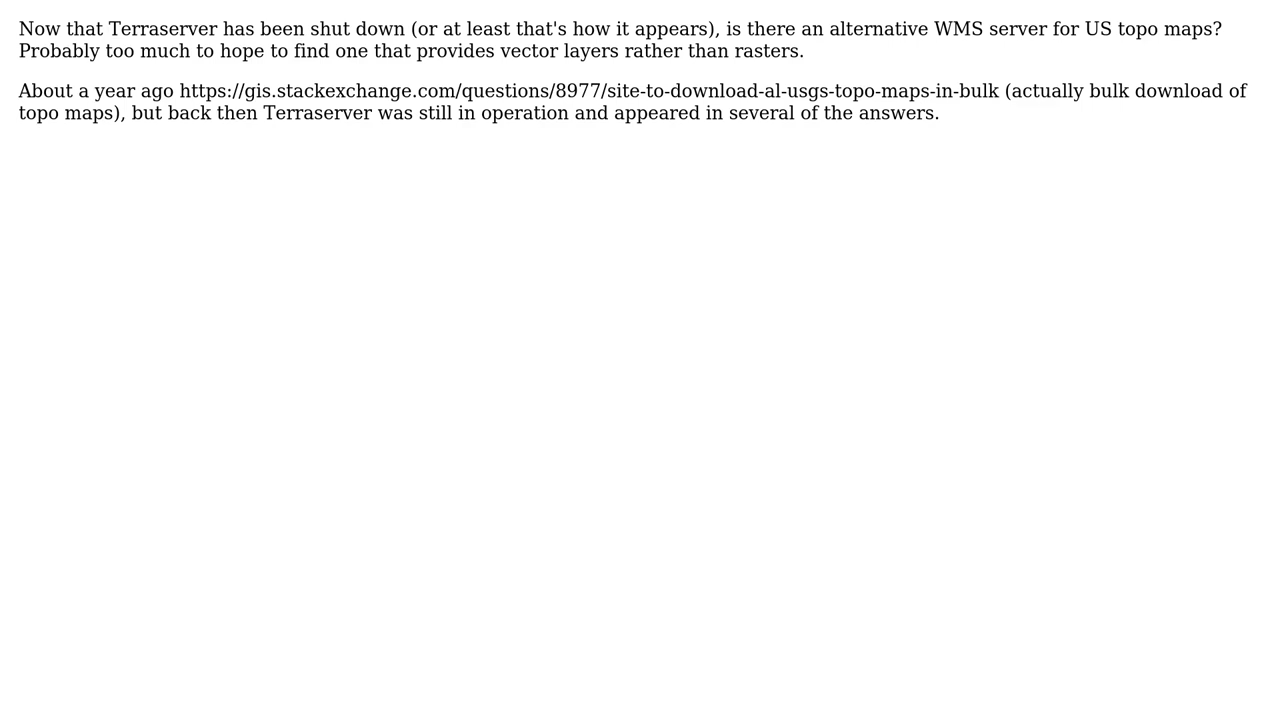 Now that Terraserver has been shut down (or at least that's how it appears), is there an alternative WMS server for US topo maps?
Probably too much to hope to find one that provides vector layers rather than rasters.
About a year ago https://gis.stackexchange.com/questions/8977/site-to-download-al-usgs-topo-maps-in-bulk (actually bulk download of
topo maps), but back then Terraserver was still in operation and appeared in several of the answers.